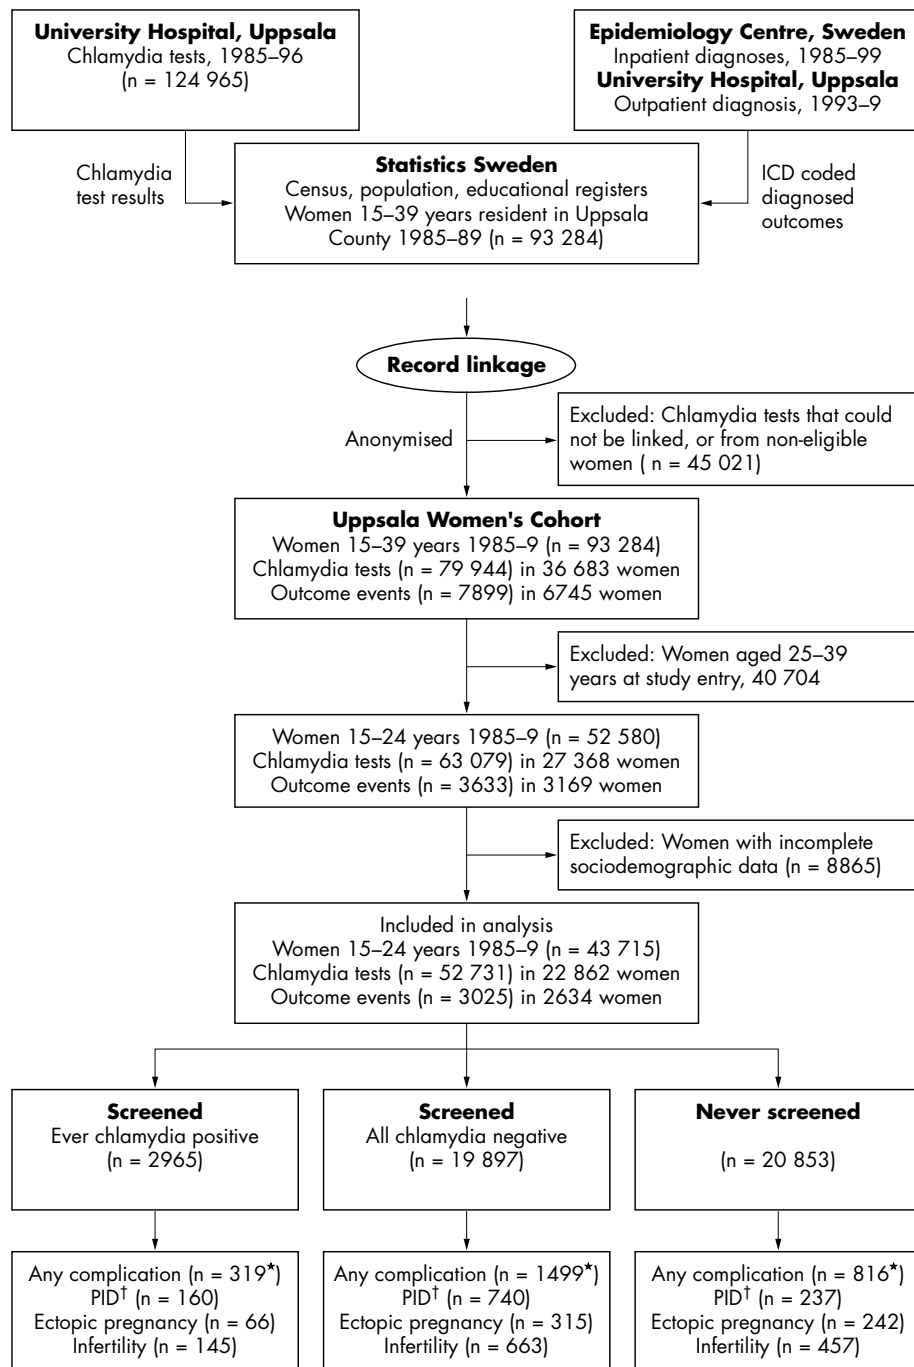 University Hospital, Uppsala
Chlamydia tests, 1985–96
(n = 124 965)
Epidemiology Centre, Sweden
Inpatient diagnoses, 1985–99
University Hospital, Uppsala
Outpatient diagnosis, 1993–9
Chlamydia
test results
Statistics Sweden
Census, population, educational registers
Women 15–39 years resident in Uppsala
County 1985–89 (n = 93 284)
ICD coded
diagnosed
outcomes
Record linkage
Anonymised
Excluded: Chlamydia tests that could
not be linked, or from non-eligible
women ( n = 45 021)
Uppsala Women's Cohort
Women 15–39 years 1985–9 (n = 93 284)
Chlamydia tests (n = 79 944) in 36 683 women
Outcome events (n = 7899) in 6745 women
Excluded: Women aged 25–39
years at study entry, 40 704
Women 15–24 years 1985–9 (n = 52 580)
Chlamydia tests (n = 63 079) in 27 368 women
Outcome events (n = 3633) in 3169 women
Excluded: Women with incomplete
sociodemographic data (n = 8865)
Included in analysis
Women 15–24 years 1985–9 (n = 43 715)
Chlamydia tests (n = 52 731) in 22 862 women
Outcome events (n = 3025) in 2634 women
Screened
Ever chlamydia positive
(n = 2965)
Screened
All chlamydia negative
(n = 19 897)
Never screened
(n = 20 853)
Any complication (n = 319★)
PID† (n = 160)
Ectopic pregnancy (n = 66)
Infertility (n = 145)
Any complication (n = 1499★)
PID† (n = 740)
Ectopic pregnancy (n = 315)
Infertility (n = 663)
Any complication (n = 816★)
PID† (n = 237)
Ectopic pregnancy (n = 242)
Infertility (n = 457)